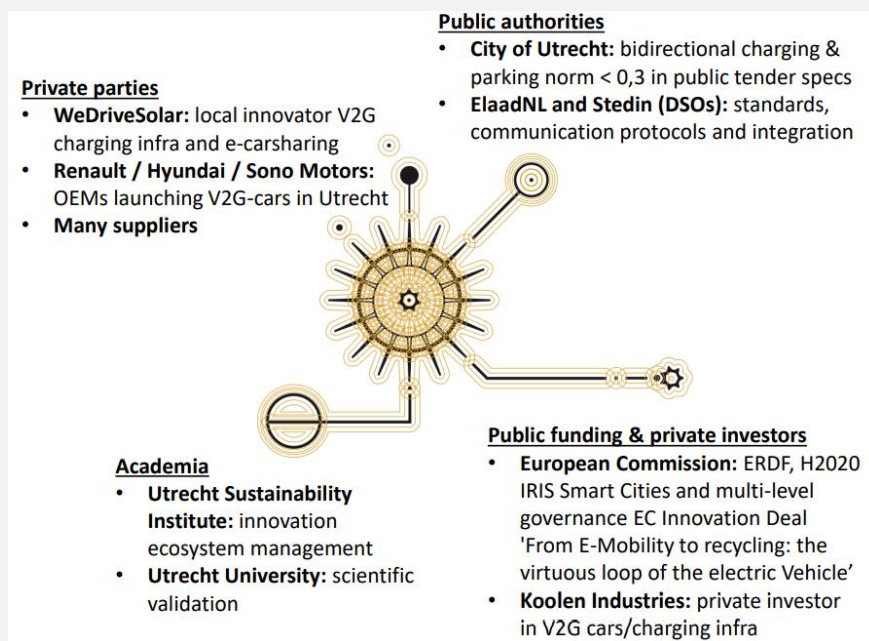 Public authorities
• City of Utrecht: bidirectional charging &
parking norm < 0,3 in public tender specs
• ElaadNL and Stedin (DSOs): standards,
communication protocols and integration
Private parties
• WeDriveSolar: local innovator V2G
charging infra and e-carsharing
• Renault / Hyundai / Sono Motors:
OEMs launching V2G-cars in Utrecht
• Many suppliers
Academia
• Utrecht Sustainability
Institute: innovation
ecosystem management
• Utrecht University: scientific
validation
Public funding & private investors
• European Commission: ERDF, H2020
IRIS Smart Cities and multi-level
governance EC Innovation Deal
'From E-Mobility to recycling: the
virtuous loop of the electric Vehicle’
• Koolen Industries: private investor
in V2G cars/charging infra